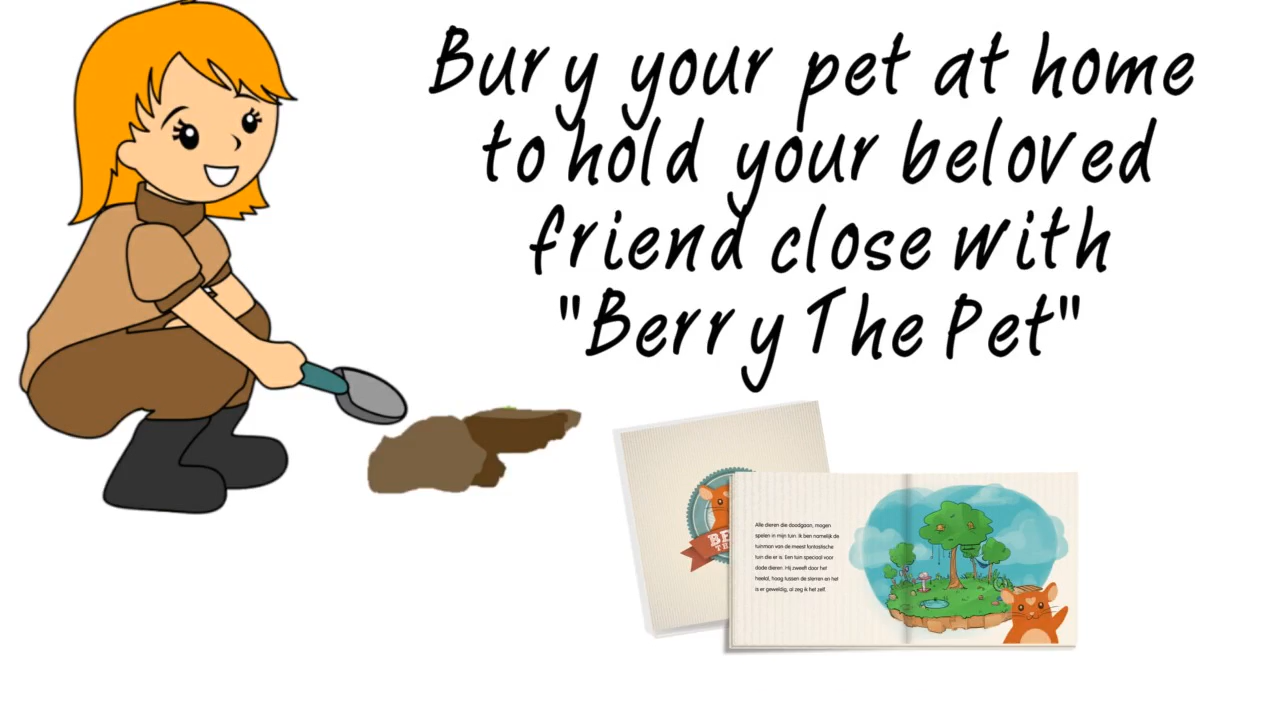 Bury your pet at home
to hold your beloved
friend close with
"Berry The Pet"
BE
TH
Alle dieren die doodgaan, mogen
spelen in mijn tuin. Ik ben namelijk de
tuinman van de meest fantastische
tuin die er is. Een tuin speciaal voor
dode dieren. Hij zweeft door het
heelal, hoog tussen de sterren en het
is er geweldig, al zeg ik het zelf.